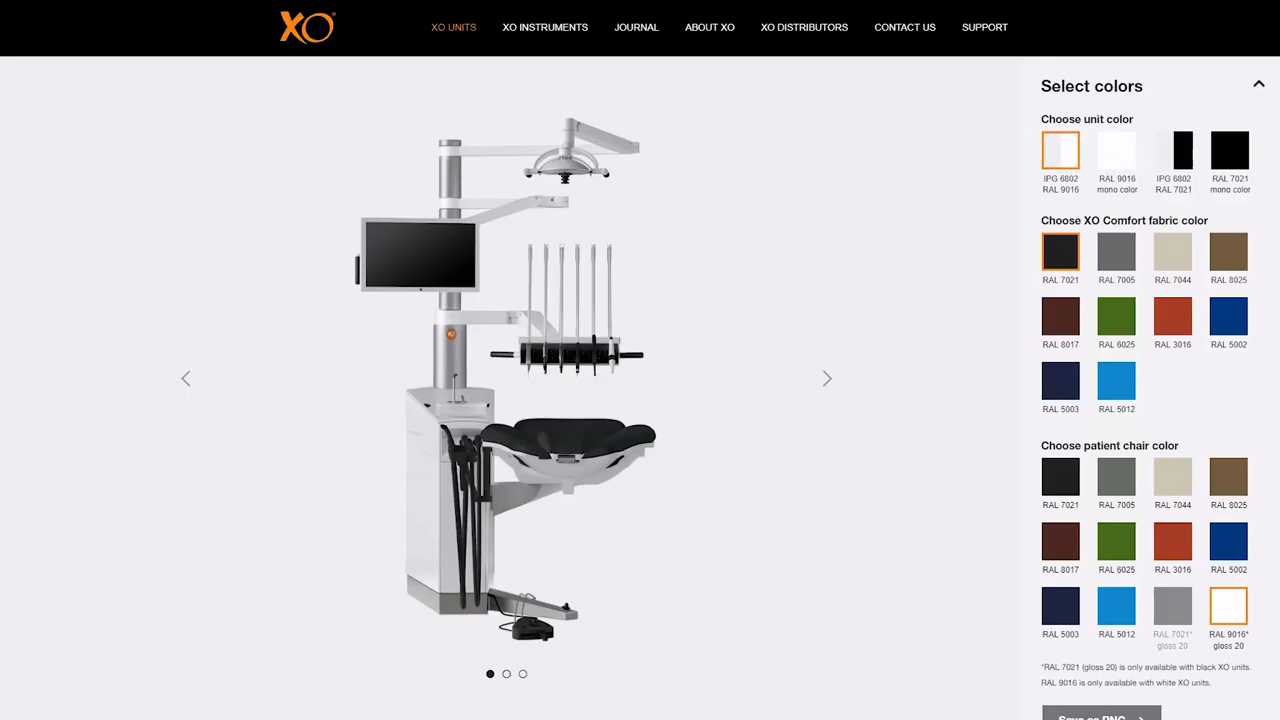 XO
XO UNITS XO INSTRUMENTS JOURNAL ABOUT XO XO DISTRIBUTORS CONTACT US SUPPORT
Select colors
Choose unit color
IPG 6802 RAL 9016 IPG 6802 RAL 7021
RAL 9016 mono color RAL 7021 mono color
Choose XO Comfort fabric color
RAL 7021 RAL 7005 RAL 7044 RAL 8025
RAL 8017 RAL 6025 RAL 3016 RAL 5002
RAL 5003 RAL 5012
Choose patient chair color
RAL 7021 RAL 7005 RAL 7044 RAL 8025
RAL 8017 RAL 6025 RAL 3016 RAL 5002
RAL 5003 RAL 5012 RAL 7021* RAL 9016*
gloss 20 gloss 20
*RAL 7021 (gloss 20) is only available with black XO units.
RAL 9016 is only available with white XO units.
Save as PNG